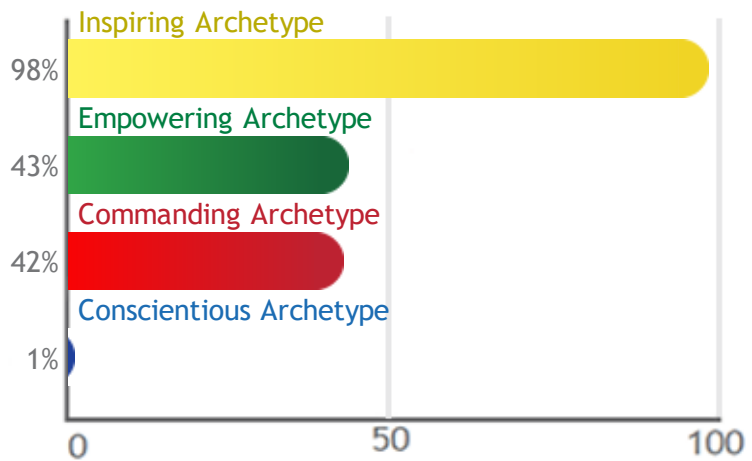 Inspiring Archetype
98%
Empowering Archetype
43%
Commanding Archetype
42%
Conscientious Archetype
1%
0 50 100